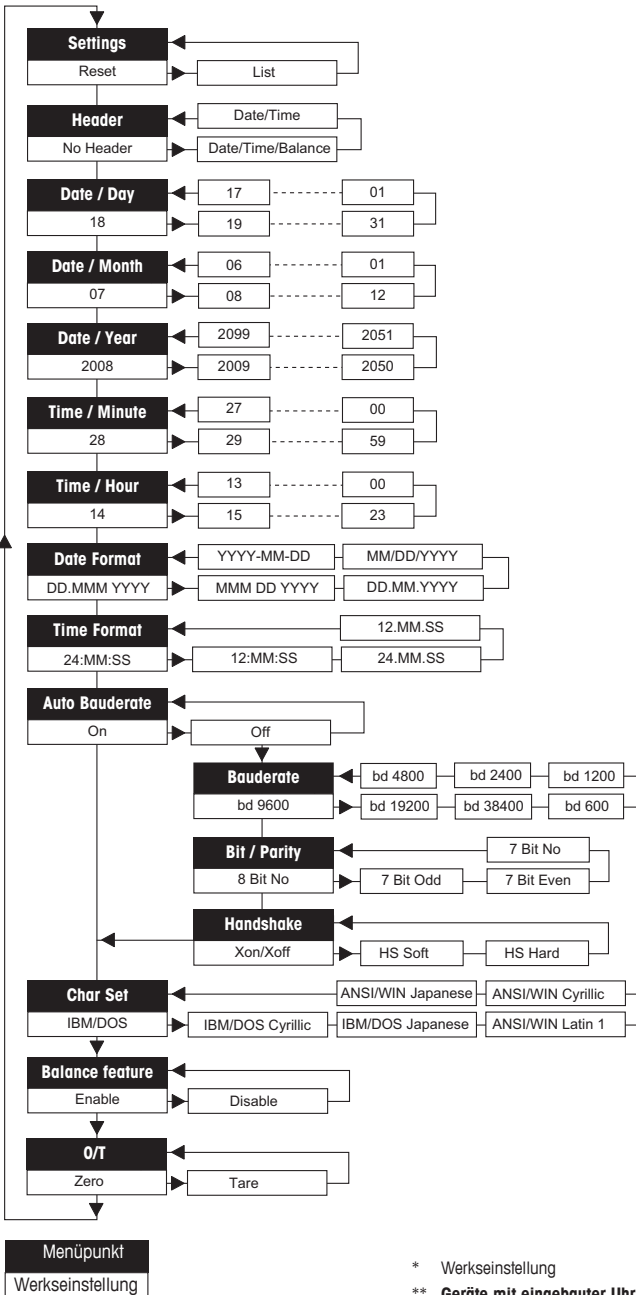 Settings
Reset List
Header Date/Time
No Header Date/Time/Balance
Date / Day 17 01
18 19 31
Date / Month 06 01
07 08 12
Date / Year 2099 2051
2008 2009 2050
Time / Minute 27 00
28 29 59
Time / Hour 13 00
14 15 23
Date Format YYYY-MM-DD MM/DD/YYYY
DD.MMM YYYY MMM DD YYYY DD.MM.YYYY
Time Format 12.MM.SS
24:MM:SS 12:MM:SS 24.MM.SS
Auto Bauderate
On Off
Bauderate bd 4800 bd 2400 bd 1200
bd 9600 bd 19200 bd 38400 bd 600
Bit / Parity 7 Bit No
8 Bit No 7 Bit Odd 7 Bit Even
Handshake
Xon/Xoff HS Soft HS Hard
Char Set ANSI/WIN Japanese ANSI/WIN Cyrillic
IBM/DOS IBM/DOS Cyrillic IBM/DOS Japanese ANSI/WIN Latin 1
Balance feature
Enable Disable
O/T
Zero Tare
Menüpunkt
Werkseinstellung
* Werkseinstellung
** Geräte mit eingebauter Uhr